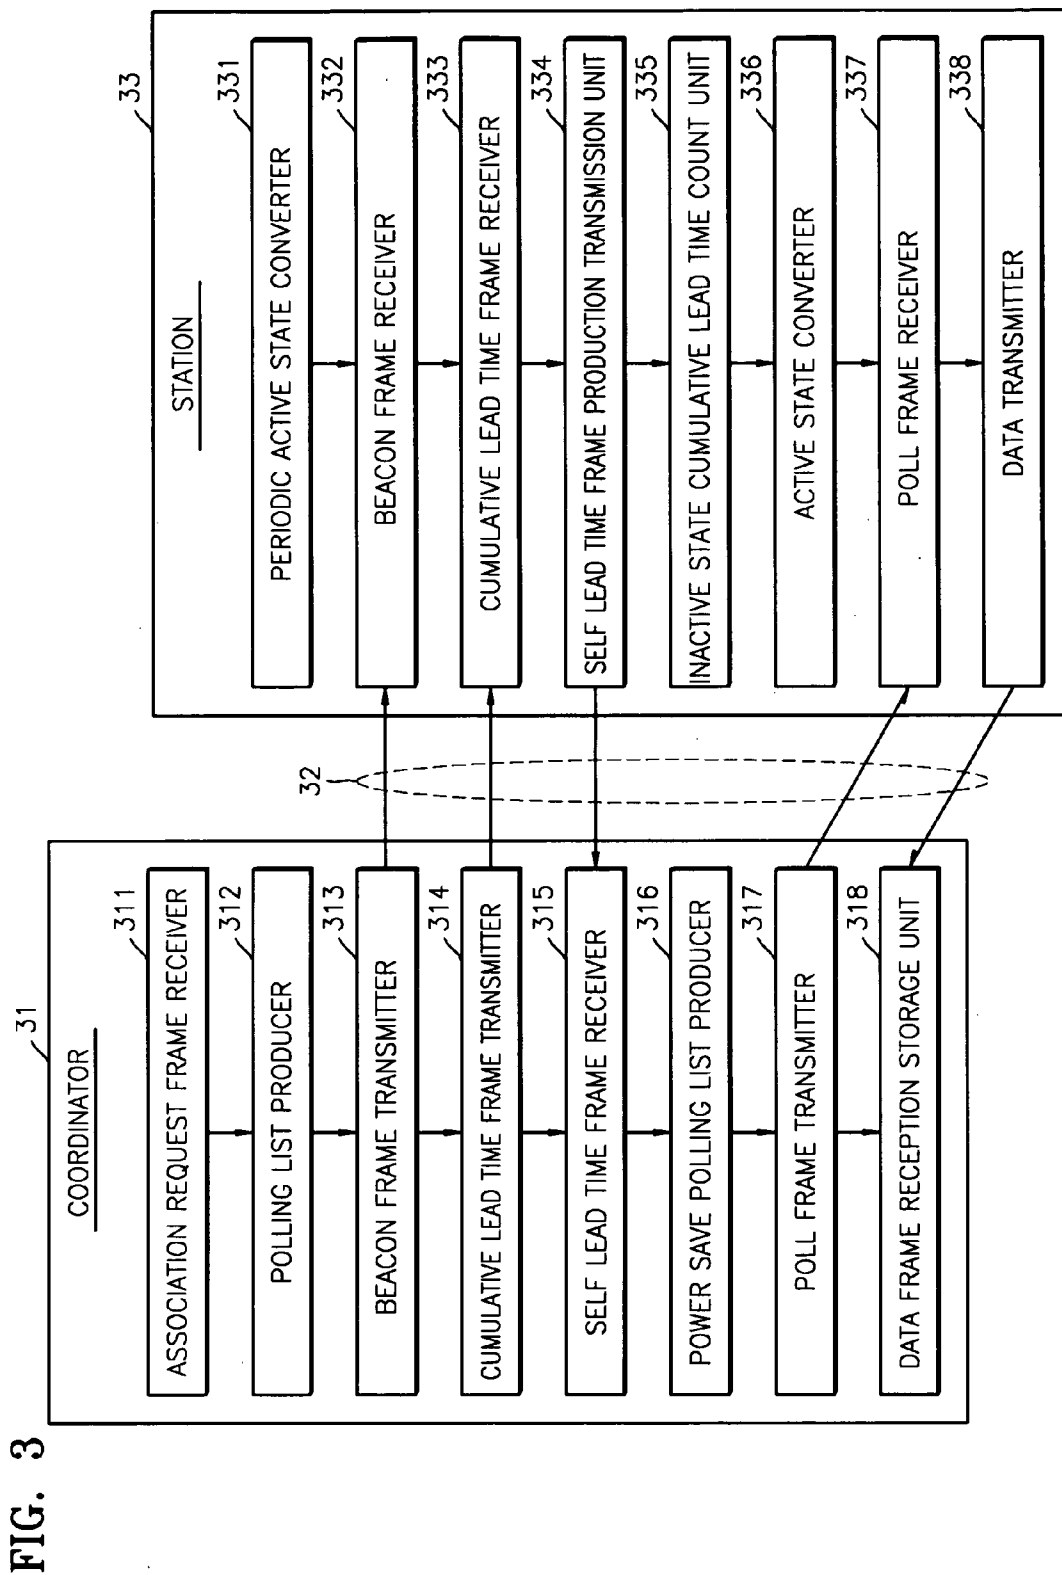 FIG. 3
31
COORDINATOR
311
ASSOCIATION REQUEST FRAME RECEIVER
312
POLLING LIST PRODUCER
313
BEACON FRAME TRANSMITTER
314
CUMULATIVE LEAD TIME FRAME TRANSMITTER
315
SELF LEAD TIME FRAME RECEIVER
316
POWER SAVE POLLING LIST PRODUCER
317
POLL FRAME TRANSMITTER
318
DATA FRAME RECEPTION STORAGE UNIT
32
33
STATION
331
PERIODIC ACTIVE STATE CONVERTER
332
BEACON FRAME RECEIVER
333
CUMULATIVE LEAD TIME FRAME RECEIVER
334
SELF LEAD TIME FRAME PRODUCTION TRANSMISSION UNIT
335
INACTIVE STATE CUMULATIVE LEAD TIME COUNT UNIT
336
ACTIVE STATE CONVERTER
337
POLL FRAME RECEIVER
338
DATA TRANSMITTER